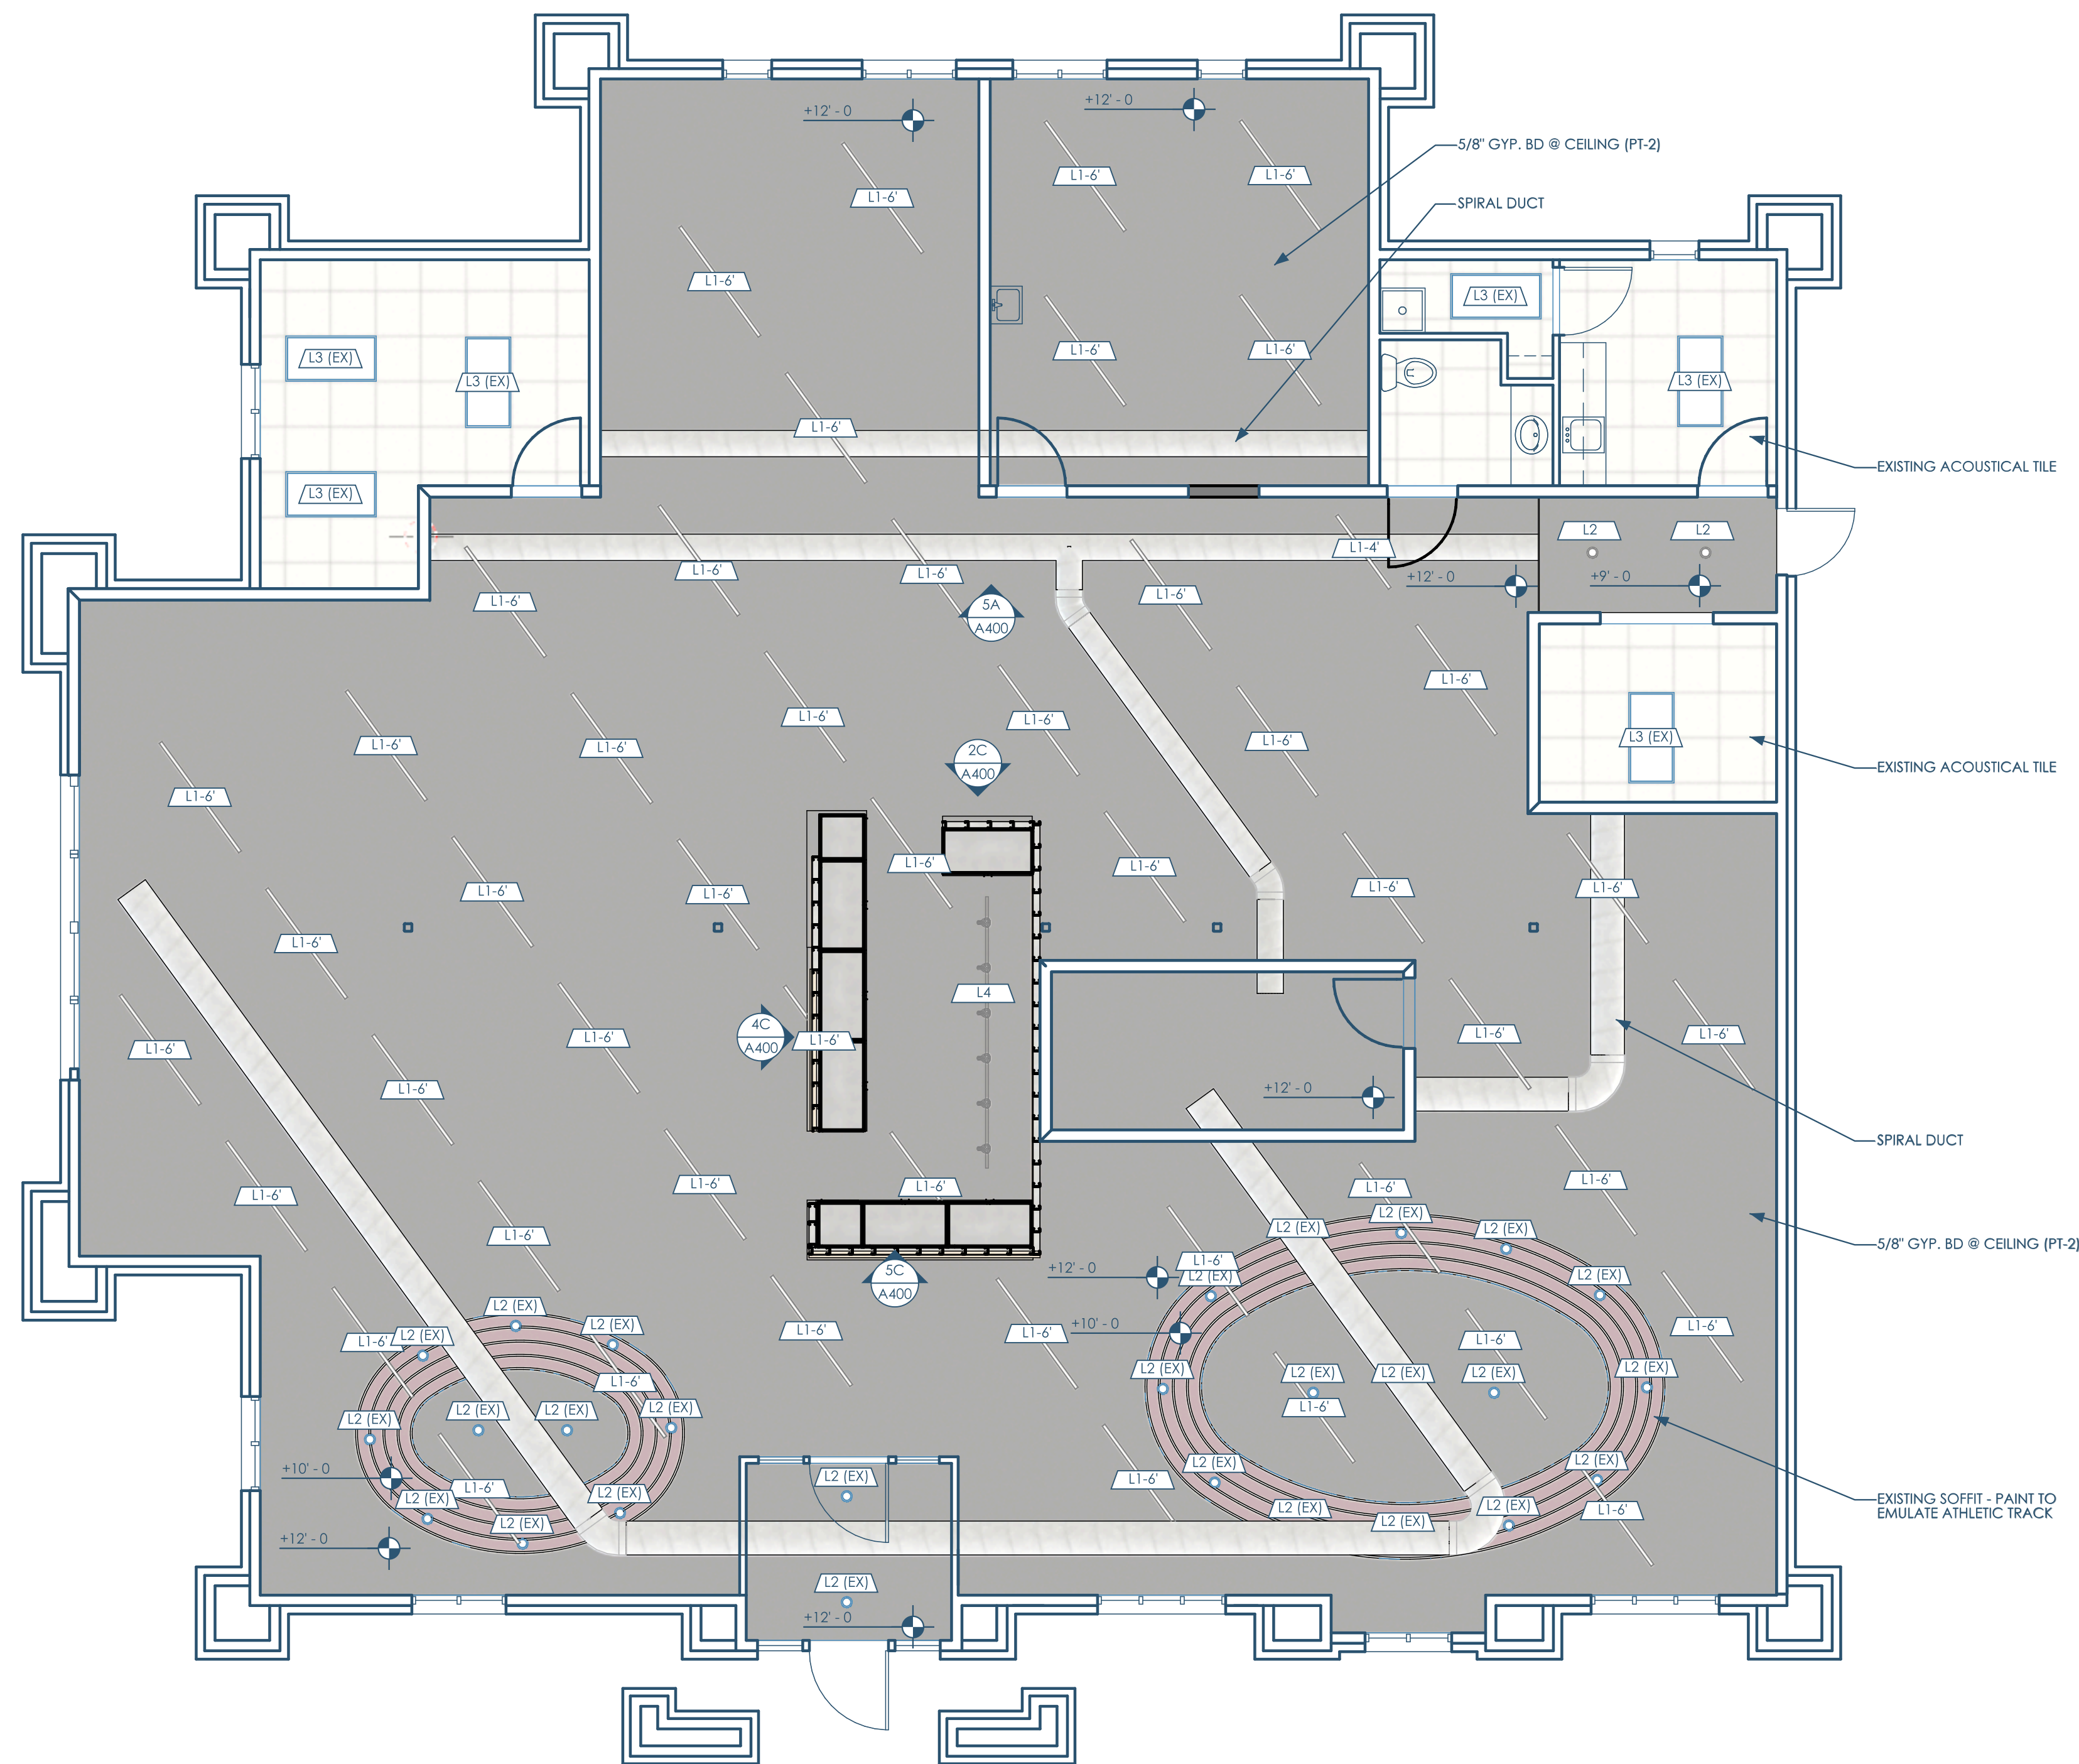 +12' - 0
+12' - 0
5/8" GYP. BD @ CEILING (PT-2)
L1-6'
L1-6'
L1-6'
SPIRAL DUCT
L1-6'
L3 (EX)
L1-6'
L1-6'
L3 (EX)
L3 (EX)
L3 (EX)
L1-6'
EXISTING ACOUSTICAL TILE
L3 (EX)
L2
L2
L1-4'
L1-6'
L1-6'
+12' - 0
+9' - 0
L1-6'
L1-6'
5A
A400
L1-6'
L1-6'
L1-6'
L3 (EX)
L1-6'
L1-6'
L1-6'
2C
A400
EXISTING ACOUSTICAL TILE
L1-6'
L1-6'
L1-6'
L1-6'
L1-6'
L1-6'
L1-6'
L1-6'
L4
4C
A400
L1-6'
L1-6'
L1-6'
L1-6'
L1-6'
+12' - 0
L1-6'
SPIRAL DUCT
L1-6'
L1-6'
L1-6'
L1-6'
L1-6'
L2 (EX)
L2 (EX)
L2 (EX)
L1-6'
5/8" GYP. BD @ CEILING (PT-2)
L1-6'
+12' - 0
L2 (EX)
L2 (EX)
5C
A400
L2 (EX)
L2 (EX)
+10' - 0
L1-6'
L1-6'
L1-6'
L1-6'
L2 (EX)
L1-6'
L1-6'
L2 (EX)
L2 (EX)
L2 (EX)
L2 (EX)
L2 (EX)
L2 (EX)
L2 (EX)
L2 (EX)
L2 (EX)
L1-6'
L1-6'
+10' - 0
L2 (EX)
L1-6'
L2 (EX)
L2 (EX)
L1-6'
L2 (EX)
L2 (EX)
L2 (EX)
L2 (EX)
L2 (EX)
L2 (EX)
L1-6'
EXISTING SOFFIT - PAINT TO
EMULATE ATHLETIC TRACK
+12' - 0
L2 (EX)
+12' - 0